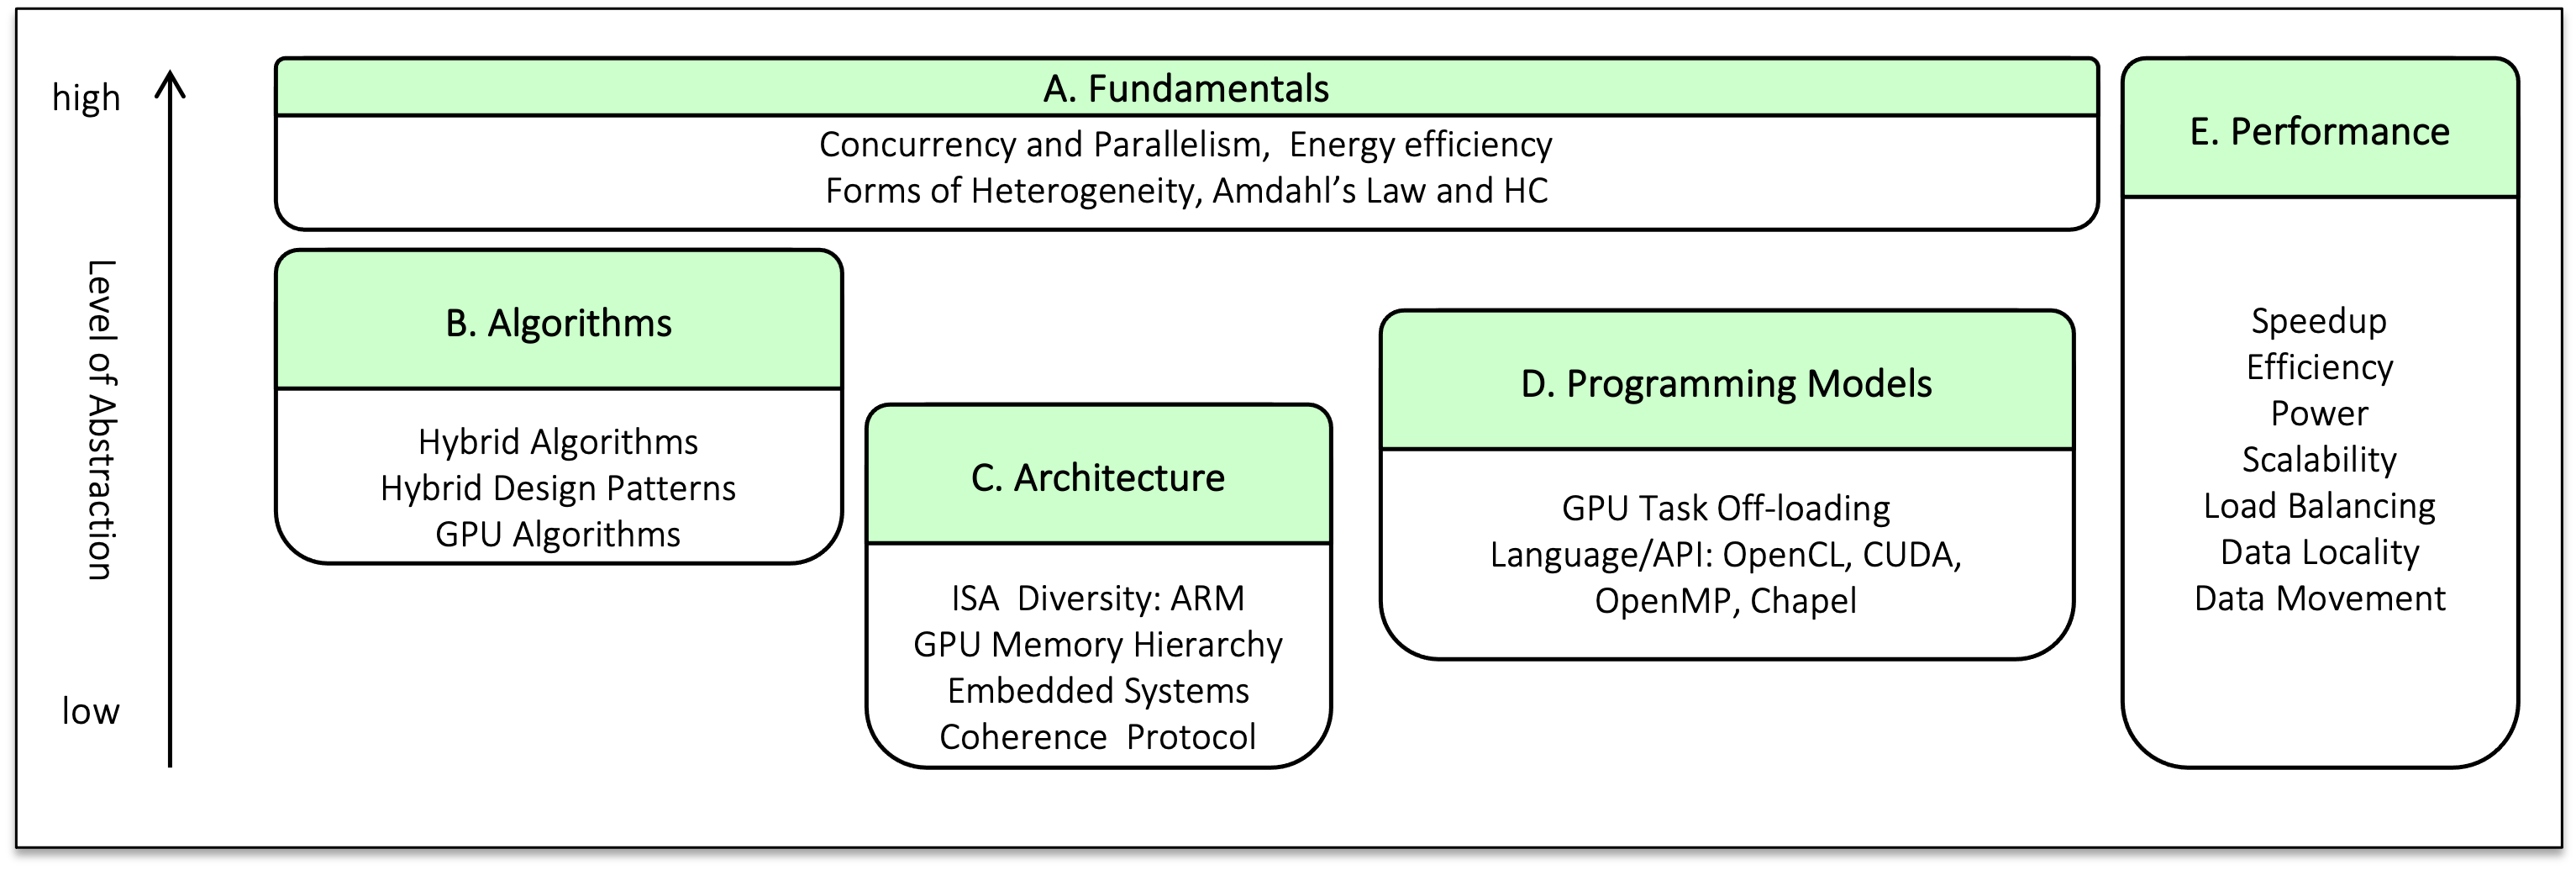 high
Level of Abstraction
low
A. Fundamentals
Concurrency and Parallelism, Energy efficiency
Forms of Heterogeneity, Amdahl’s Law and HC
B. Algorithms
Hybrid Algorithms
Hybrid Design Patterns
GPU Algorithms
C. Architecture
ISA Diversity: ARM
GPU Memory Hierarchy
Embedded Systems
Coherence Protocol
D. Programming Models
GPU Task Off-loading
Language/API: OpenCL, CUDA,
OpenMP, Chapel
E. Performance
Speedup
Efficiency
Power
Scalability
Load Balancing
Data Locality
Data Movement